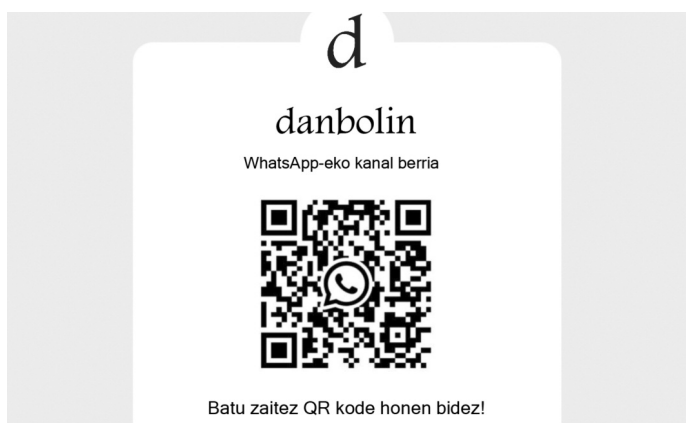 d
danbolin
WhatsApp-eko kanal berria
Batu zaitez QR kode honen bidez!